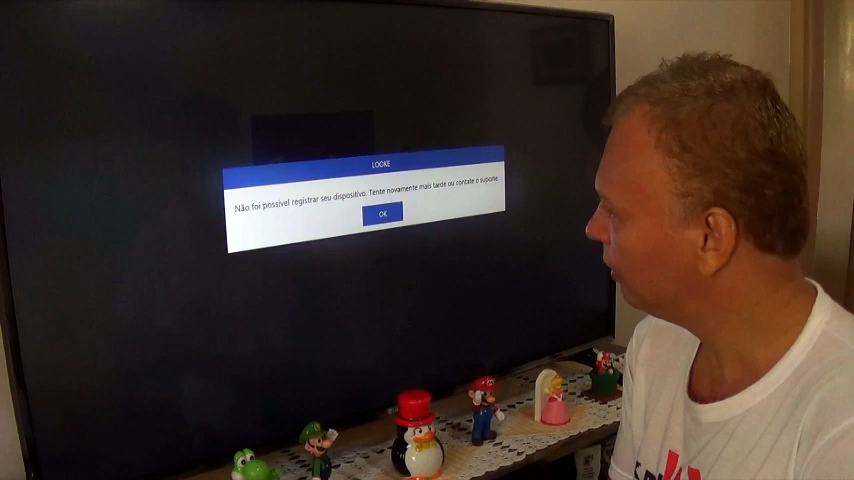 LOOKE
Não foi possível registrar seu dispositivo. Tente novamente mais tarde ou contate o suporte.
OK